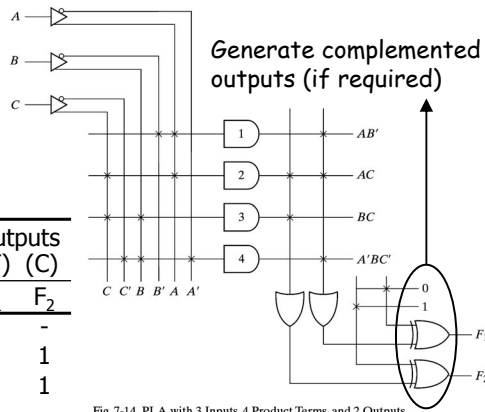 A
B
C
Generate complemented
outputs (if required)
1
AB'
2
AC
3
BC
4
A'BC'
C C' B B' A A'
0
1
F₁
F₂
utputs
) (C)
F₂
-
1
1
Fig. 7-14 PLA with 3 Inputs, 4 Product Terms, and 2 Outputs